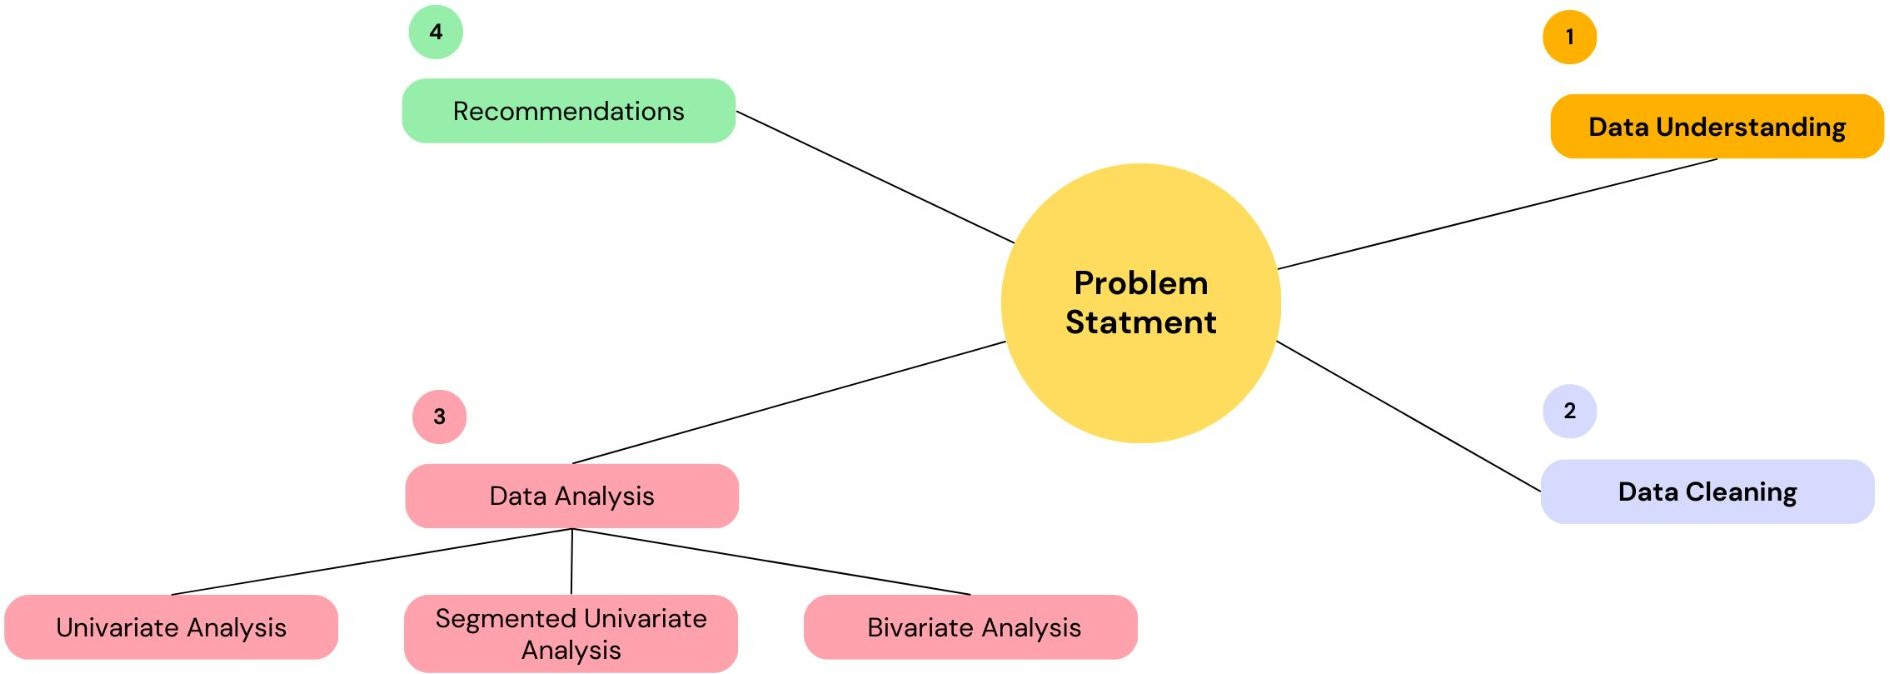 4
Recommendations
1
Data Understanding
Problem
Statment
3
Data Analysis
2
Data Cleaning
Univariate Analysis
Segmented Univariate
Analysis
Bivariate Analysis